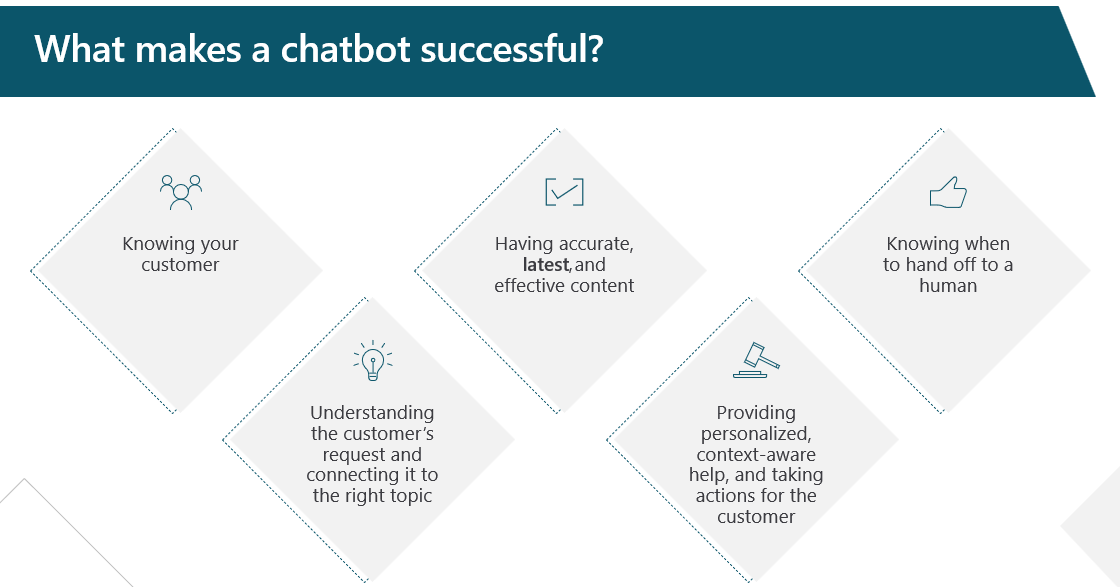 What makes a chatbot successful?
Knowing your
customer
Understanding
the customer’s
request and
connecting it to
the right topic
Having accurate,
latest, and
effective content
Providing
personalized,
context-aware
help, and taking
actions for the
customer
Knowing when
to hand off to a
human